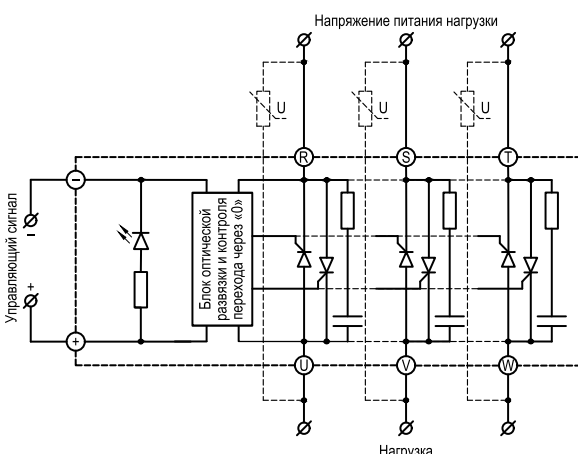 Напряжение питания нагрузки
U U U
R S T
−
Управляющий сигнал
−
+
Блок оптической
развязки и контроля
перехода через «0»
+
U V W
Нагрузка